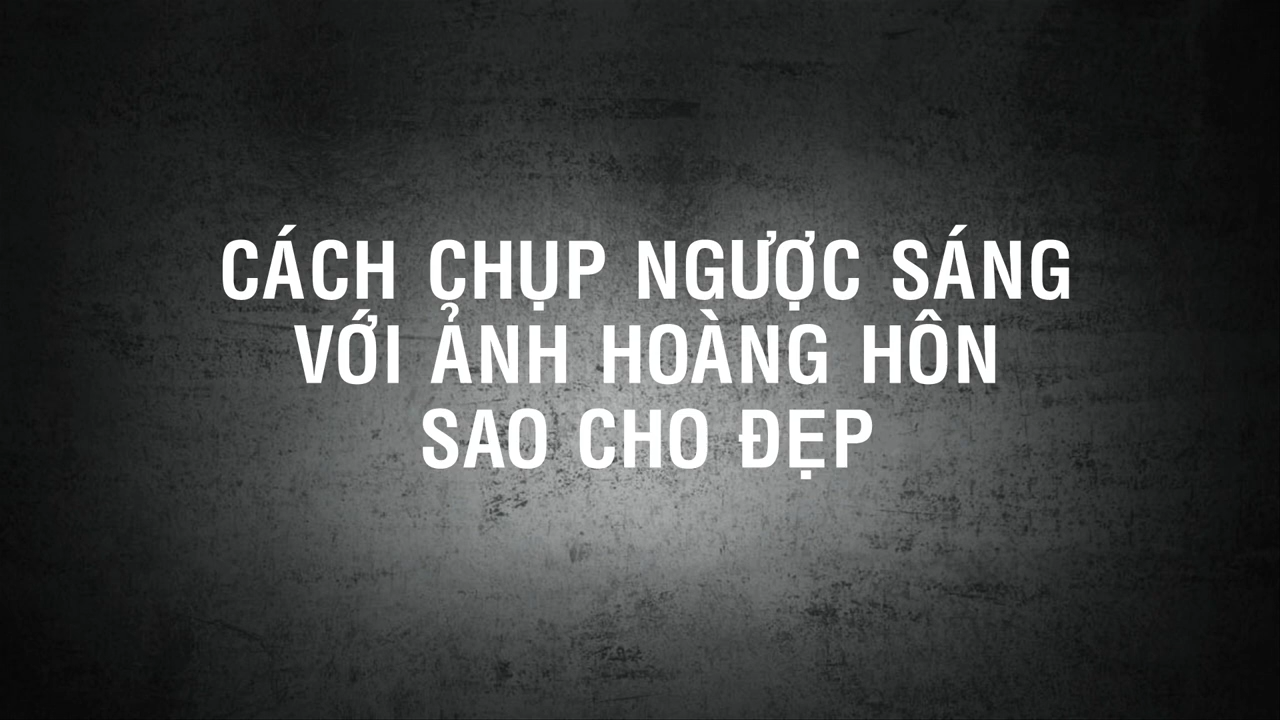 CÁCH CHỤP NGƯỢC SÁNG
VỚI ẢNH HOÀNG HÔN
SAO CHO ĐẸP